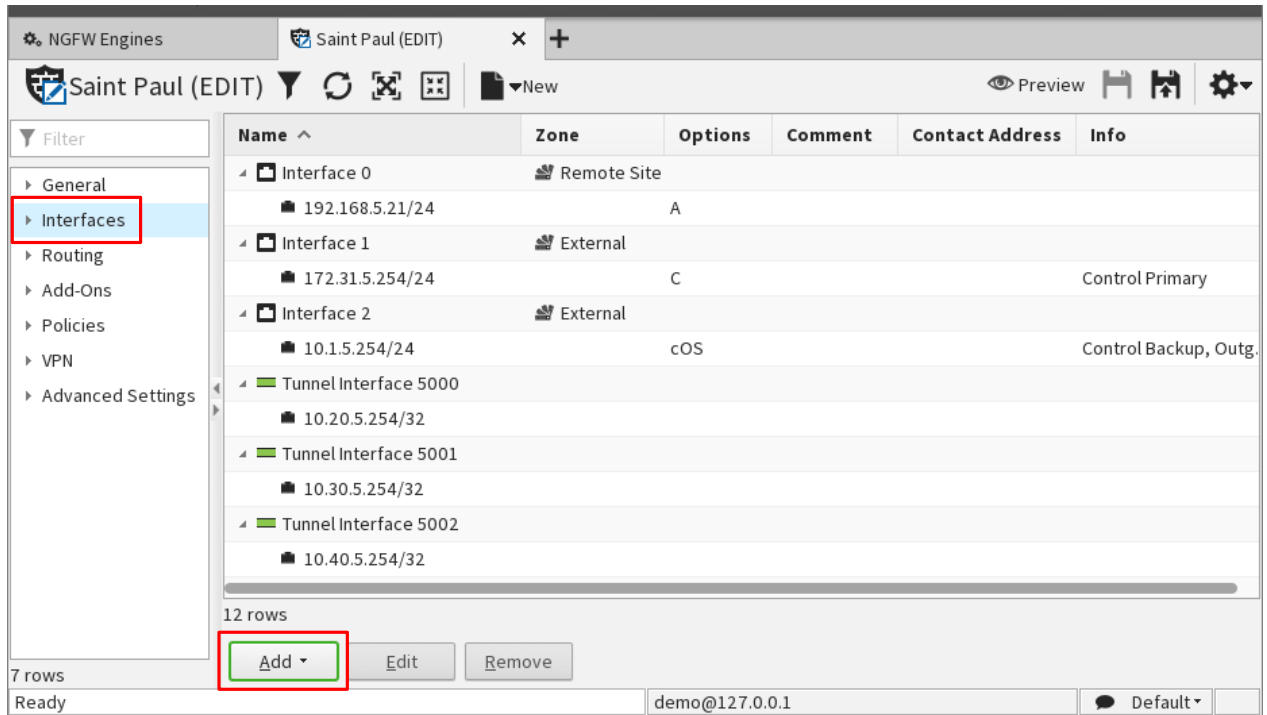 NGFW Engines Saint Paul (EDIT)
Saint Paul (EDIT) New Preview
Filter
General
Interfaces
Routing
Add-Ons
Policies
VPN
Advanced Settings
7 rows
Name Zone Options Comment Contact Address Info
Interface 0 Remote Site
192.168.5.21/24 A
Interface 1 External
172.31.5.254/24 C Control Primary
Interface 2 External
10.1.5.254/24 cOS Control Backup, Outg.
Tunnel Interface 5000
10.20.5.254/32
Tunnel Interface 5001
10.30.5.254/32
Tunnel Interface 5002
10.40.5.254/32
12 rows
Add Edit Remove
Ready demo@127.0.0.1 Default